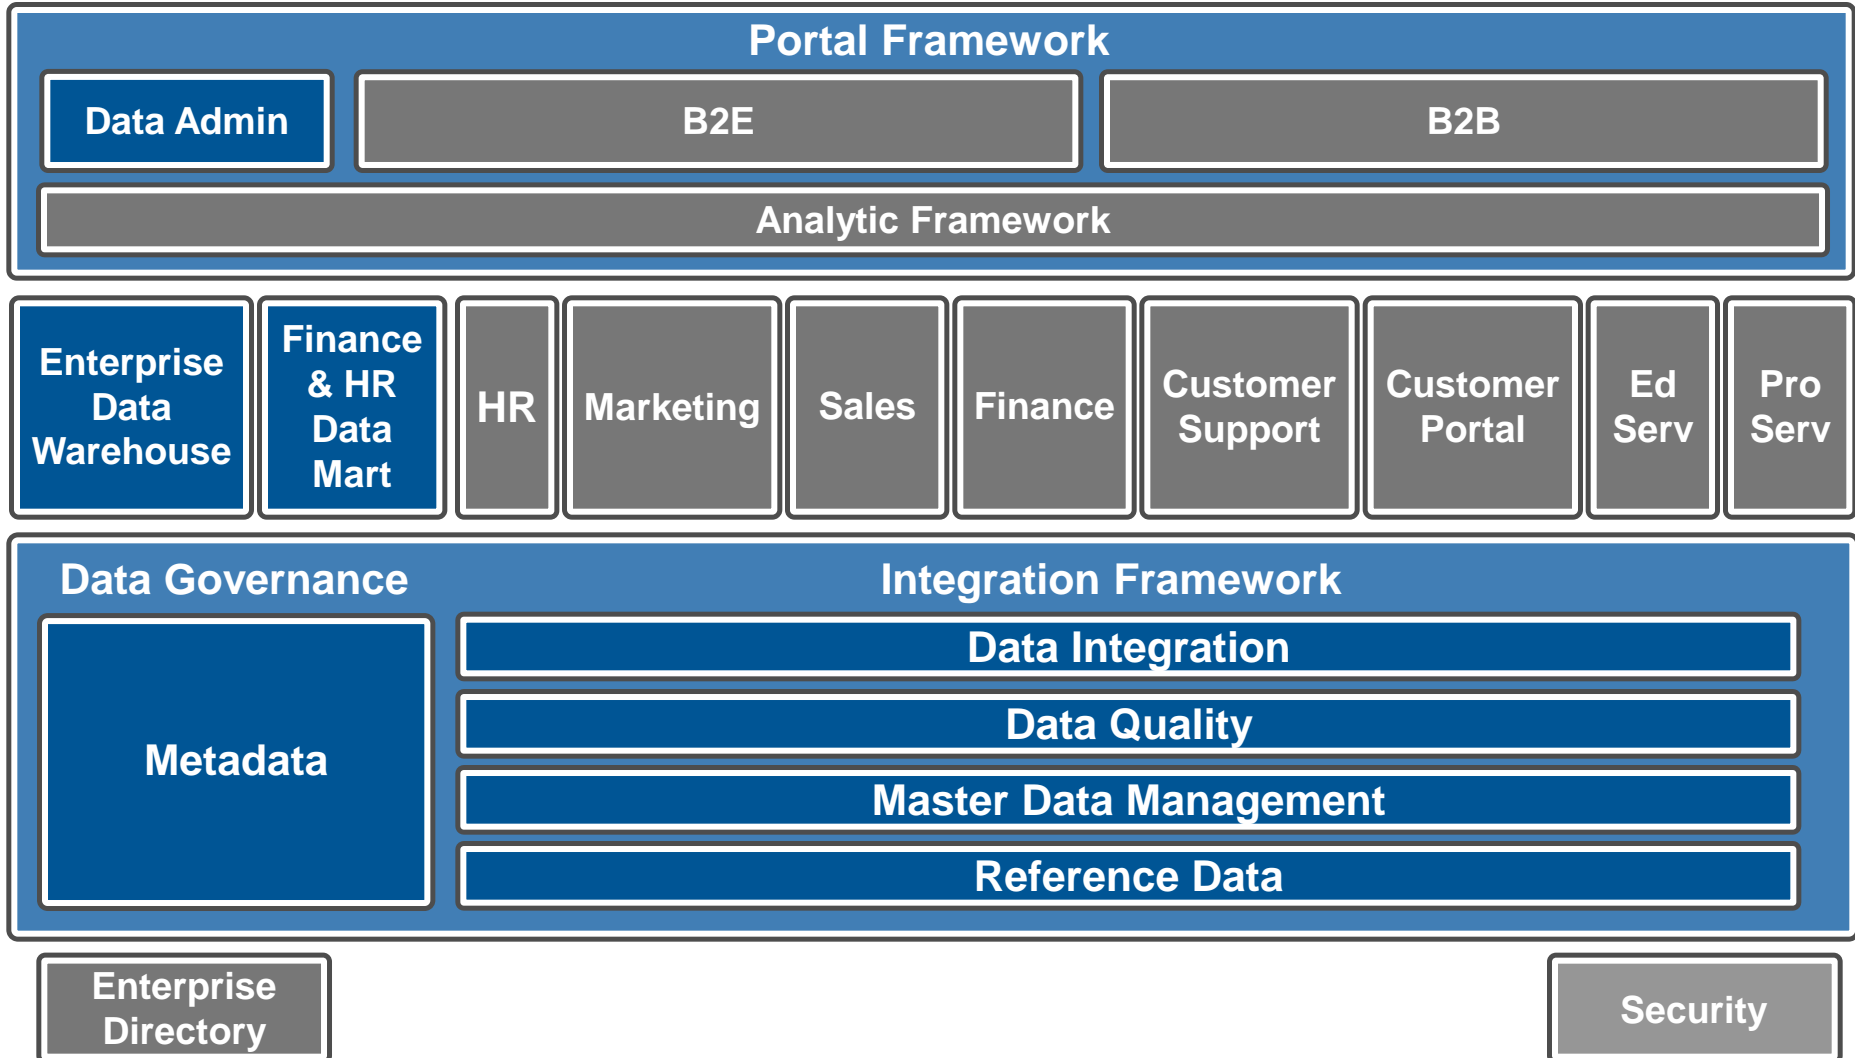 Portal Framework
Data Admin
B2E
B2B
Analytic Framework
Enterprise
Data
Warehouse
Finance
& HR
Data
Mart
HR
Marketing
Sales
Finance
Customer
Support
Customer
Portal
Ed
Serv
Pro
Serv
Data Governance
Integration Framework
Metadata
Data Integration
Data Quality
Master Data Management
Reference Data
Enterprise
Directory
Security